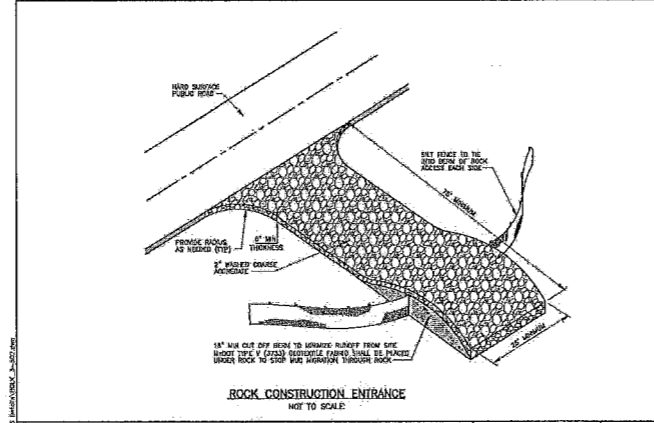 HARD SURFACE
PUBLIC ROAD
SILT FENCE TO TIE
INTO BERM OF ROCK
ACCESS EACH SIDE
75' MINIMUM
PROVIDE RADIUS
AS NEEDED (TYP)
6" MIN
THICKNESS
2" WASHED COARSE
AGGREGATE
18" MIN CUT OFF BERM TO MINIMIZE RUNOFF FROM SITE
MNDOT TYPE V (3733) GEOTEXTILE FABRIC SHALL BE PLACED
UNDER ROCK TO STOP MUD MIGRATION THROUGH ROCK
MINIMUM
ROCK CONSTRUCTION ENTRANCE
NOT TO SCALE